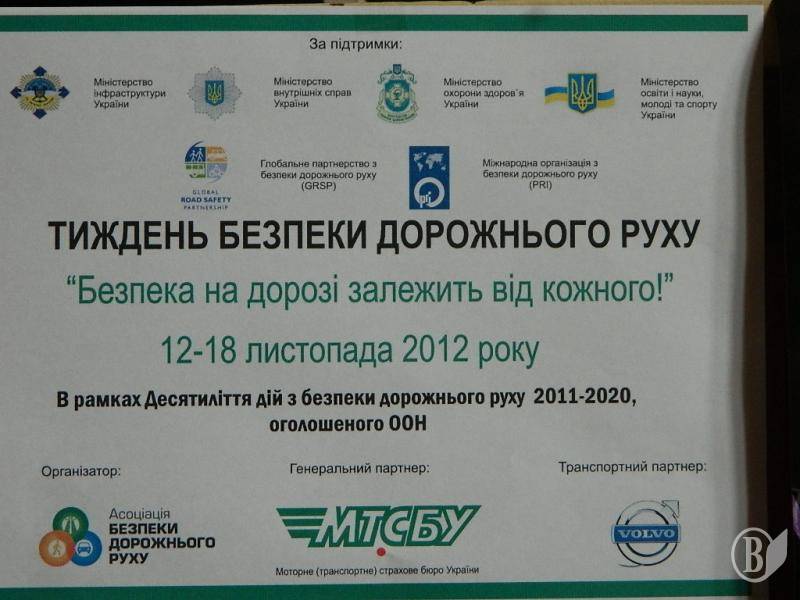 За підтримки:
Міністерство
інфраструктури
України
Міністерство
внутрішніх справ
України
Міністерство
охорони здоров'я
України
Міністерство
освіти і науки,
молоді та спорту
України
GLOBAL
ROAD SAFETY
PARTNERSHIP
Глобальне партнерство з
безпеки дорожнього руху
(GRSP)
pri
Міжнародна організація з
безпеки дорожнього руху
(PRI)
ТИЖДЕНЬ БЕЗПЕКИ ДОРОЖНЬОГО РУХУ
“Безпека на дорозі залежить від кожного!”
12-18 листопада 2012 року
В рамках Десятиліття дій з безпеки дорожнього руху 2011-2020,
оголошеного ООН
Організатор:
Генеральний партнер:
Транспортний партнер:
Асоціація
БЕЗПЕКИ
ДОРОЖНЬОГО
РУХУ
МТСБУ
Моторне (транспортне) страхове бюро України
VOLVO
В